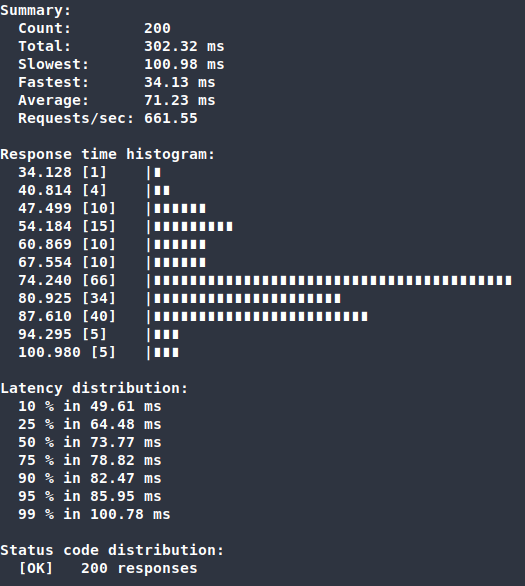 Summary:
  Count:        200
  Total:        302.32 ms
  Slowest:      100.98 ms
  Fastest:      34.13 ms
  Average:      71.23 ms
  Requests/sec: 661.55

Response time histogram:
  34.128 [1]    |∎
  40.814 [4]    |∎∎
  47.499 [10]   |∎∎∎∎∎∎
  54.184 [15]   |∎∎∎∎∎∎∎∎∎
  60.869 [10]   |∎∎∎∎∎∎
  67.554 [10]   |∎∎∎∎∎∎
  74.240 [66]   |∎∎∎∎∎∎∎∎∎∎∎∎∎∎∎∎∎∎∎∎∎∎∎∎∎∎∎∎∎∎∎∎∎∎∎∎∎∎∎∎
  80.925 [34]   |∎∎∎∎∎∎∎∎∎∎∎∎∎∎∎∎∎∎∎∎∎
  87.610 [40]   |∎∎∎∎∎∎∎∎∎∎∎∎∎∎∎∎∎∎∎∎∎∎∎∎
  94.295 [5]    |∎∎∎
  100.980 [5]   |∎∎∎

Latency distribution:
  10 % in 49.61 ms
  25 % in 64.48 ms
  50 % in 73.77 ms
  75 % in 78.82 ms
  90 % in 82.47 ms
  95 % in 85.95 ms
  99 % in 100.78 ms

Status code distribution:
  [OK]   200 responses